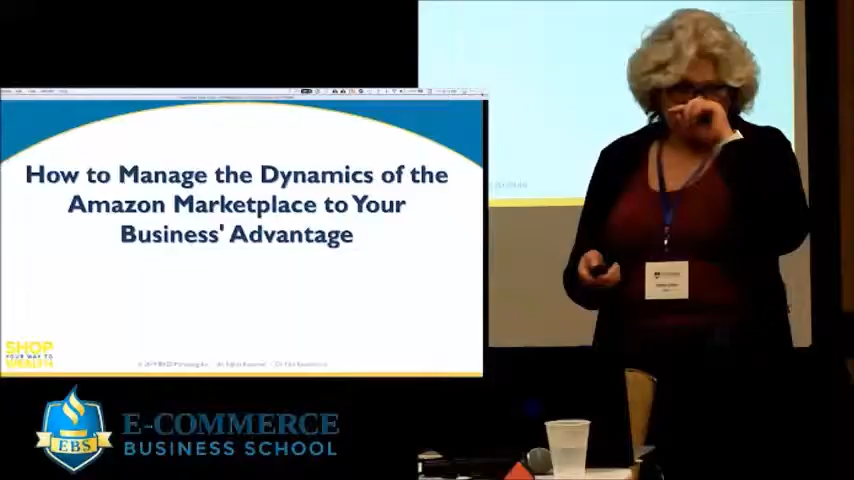 How to Manage the Dynamics of the
Amazon Marketplace to Your
Business' Advantage
SHOP
YOUR WAY TO
WEALTH
EBS
E-COMMERCE
BUSINESS SCHOOL